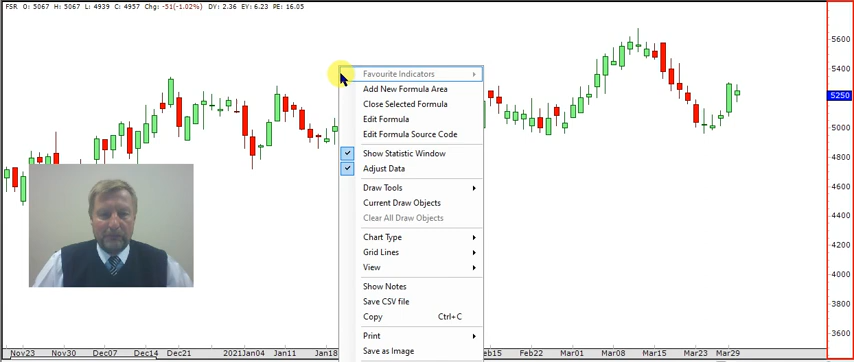 FSR O: 5067 H: 5067 L: 4939 C: 4957 Chg: -51(-1.02%) DY: 2.36 EY: 6.23 PE: 16.05
Favourite Indicators
Add New Formula Area
Close Selected Formula
Edit Formula
Edit Formula Source Code
Show Statistic Window
Adjust Data
Draw Tools
Current Draw Objects
Clear All Draw Objects
Chart Type
Grid Lines
View
Show Notes
Save CSV file
Copy Ctrl+C
Print
Save as Image
5600
5400
5250
5000
4800
4600
4400
4200
4000
3800
3600
Nov23 Nov30 Dec07 Dec14 Dec21 2021Jan04 Jan11 Jan18 eb15 Feb22 Mar01 Mar08 Mar15 Mar23 Mar29